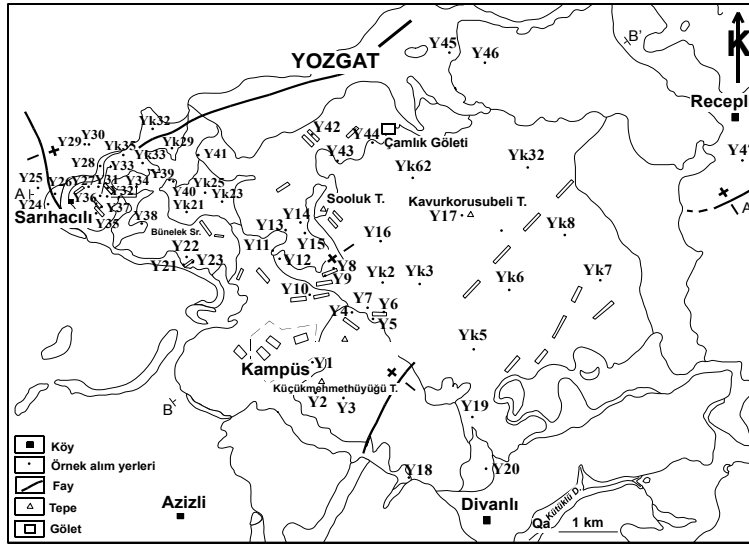 Y45
Y46
B'
K
YOZGAT
Recepl
Yk32
Y42
Y44
Çamlık Göleti
Y29
Y30
Yk35
Yk29
Y41
Y43
Yk33
Y28
Y33
Yk62
Yk32
Y47
A
Y25
Y26
Y27
Y31
Y34
Y39
Y40
Yk25
Yk23
Y24
Y36
Y32
Sarıhacılı
Y37
Yk21
Sooluk T.
Kavurkorusubeli T.
Y17
A
Y35
Y38
Bünelek Sr.
Y13
Y14
Y15
Y16
Yk8
Y11
Y12
Y22
Y21
Y23
Y8
Y9
Yk2
Yk3
Yk6
Yk7
Y10
Y7
Y6
Y4
Y5
Yk5
Kampüs
Y1
Küçükmehmethüyüğü T.
Y2
Y3
B
Y19
Y18
Y20
Köy
Örnek alım yerleri
Fay
Tepe
Gölet
Azizli
Divanlı
Kütüklü D.
Qa
1 km